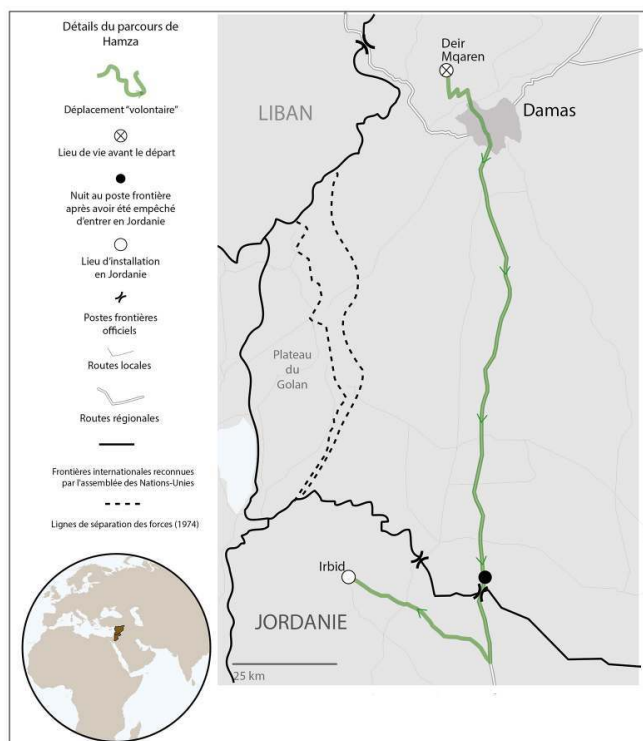 Détails du parcours de
Hamza
Déplacement "volontaire"
Lieu de vie avant le départ
Nuit au poste frontière
après avoir été empêché
d'entrer en Jordanie
Lieu d'installation
en Jordanie
Postes frontières
officiels
Routes locales
Routes régionales
Frontières internationales reconnues
par l'assemblée des Nations-Unies
Lignes de séparation des forces (1974)
Deir
Mqaren
LIBAN
Damas
Plateau
du
Golan
Irbid
JORDANIE
25 km